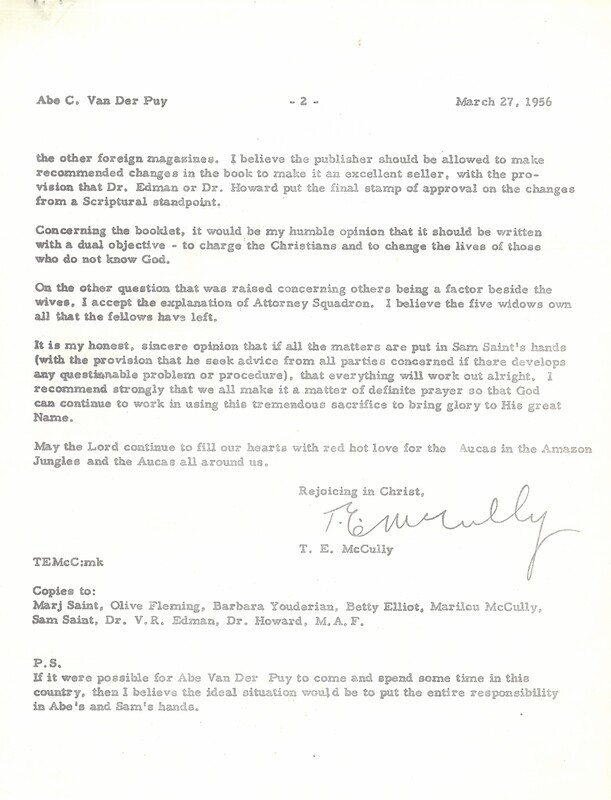 Abe C. Van Der Puy - 2 - March 27, 1956
the other foreign magazines. I believe the publisher should be allowed to make
recommended changes in the book to make it an excellent seller, with the pro-
vision that Dr. Edman or Dr. Howard put the final stamp of approval on the changes
from a Scriptural standpoint.
Concerning the booklet, it would be my humble opinion that it should be written
with a dual objective - to charge the Christians and to change the lives of those
who do not know God.
On the other question that was raised concerning others being a factor beside the
wives, I accept the explanation of Attorney Squadron. I believe the five widows own
all that the fellows have left.
It is my honest, sincere opinion that if all the matters are put in Sam Saint's hands
(with the provision that he seek advice from all parties concerned if there develops
any questionable problem or procedure), that everything will work out alright. I
recommend strongly that we all make it a matter of definite prayer so that God
can continue to work in using this tremendous sacrifice to bring glory to His great
Name.
May the Lord continue to fill our hearts with red hot love for the Aucas in the Amazon
Jungles and the Aucas all around us.
Rejoicing in Christ,
T. E. McCully
T. E. McCully
TEMcC:mk
Copies to:
Marj Saint, Olive Fleming, Barbara Youderian, Betty Elliot, Marilou McCully,
Sam Saint, Dr. V.R. Edman, Dr. Howard, M.A.F.
P.S.
If it were possible for Abe Van Der Puy to come and spend some time in this
country, then I believe the ideal situation would be to put the entire responsibility
in Abe's and Sam's hands.